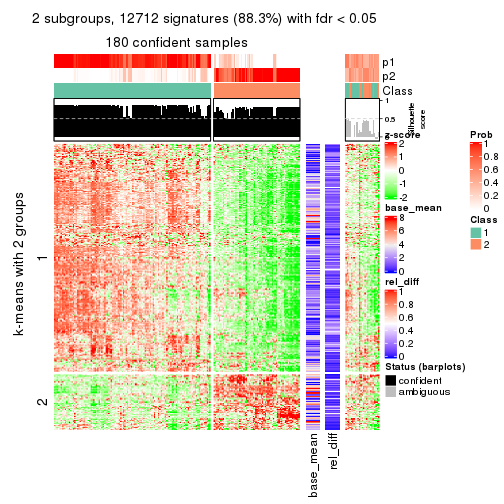 2 subgroups, 12712 signatures (88.3%) with fdr < 0.05
180 confident samples
p1
p2
Class
1
0.5
0
Silhouette
score
k-means with 2 groups
1
2
base_mean
rel_diff
z-score
2
1
0
-1
-2
base_mean
8
6
4
2
0
rel_diff
1
0.8
0.6
0.4
0.2
0
Status (barplots)
confident
ambiguous
Prob
1
0.8
0.6
0.4
0.2
0
Class
1
2